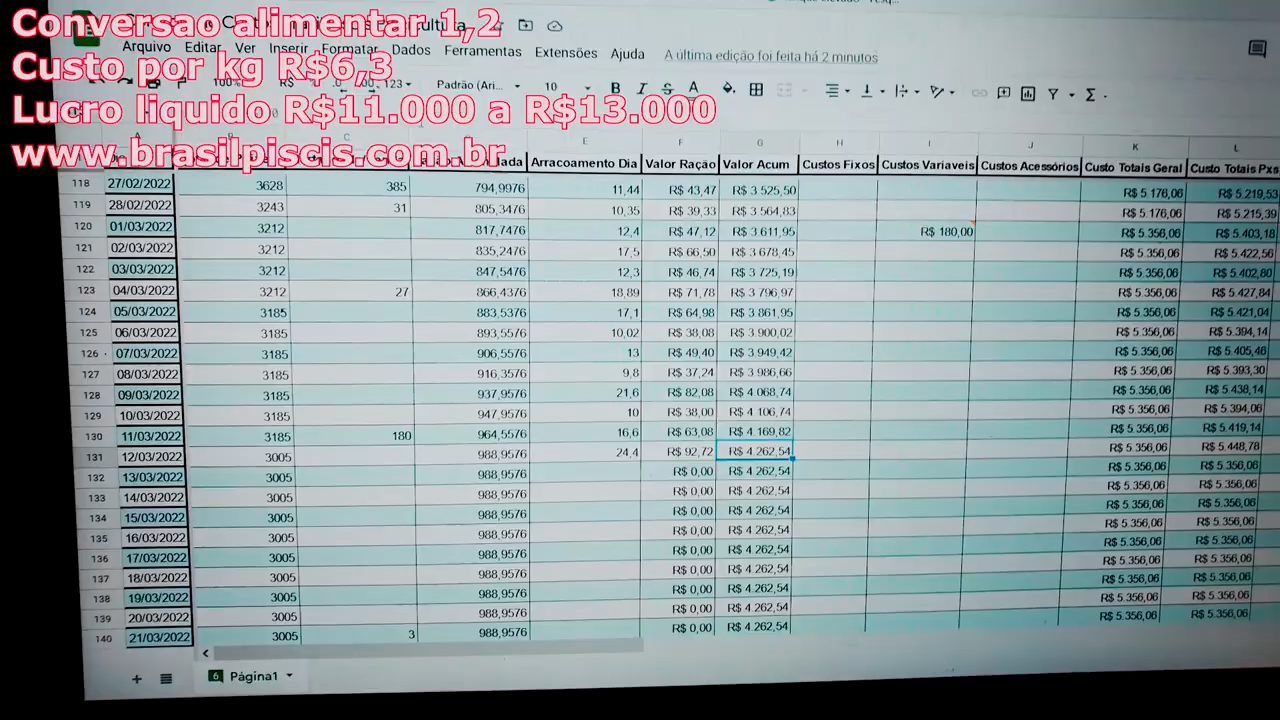 Conversao alimentar 1,2
Custo por kg R$6,3
Lucro liquido R$11.000 a R$13.000
www.brasilpiscis.com.br
Arquivo Editar Ver Inserir Formatar Dados Ferramentas Extensões Ajuda A última edição foi feita há 2 minutos
100% R$ .0 .00 123 Padrão (Ari... 10 B I S A Σ
E F G H I J K L
Arracoamento Dia Valor Ração Valor Acum Custos Fixos Custos Variaveis Custos Acessórios Custo Totais Geral Custo Totais Pxs
118 27/02/2022 3628 385 794,9976 11,44 R$ 43,47 R$ 3 525,50 R$ 5.176,06 R$ 5.219,53
119 28/02/2022 3243 31 805,3476 10,35 R$ 39,33 R$ 3 564,83 R$ 5.176,06 R$ 5.215,39
120 01/03/2022 3212 817,7476 12,4 R$ 47,12 R$ 3 611,95 R$ 180,00 R$ 5.356,06 R$ 5.403,18
121 02/03/2022 3212 835,2476 17,5 R$ 66,50 R$ 3 678,45 R$ 5.356,06 R$ 5.422,56
122 03/03/2022 3212 847,5476 12,3 R$ 46,74 R$ 3 725,19 R$ 5.356,06 R$ 5.402,80
123 04/03/2022 3212 27 866,4376 18,89 R$ 71,78 R$ 3 796,97 R$ 5.356,06 R$ 5.427,84
124 05/03/2022 3185 883,5376 17,1 R$ 64,98 R$ 3 861,95 R$ 5.356,06 R$ 5.421,04
125 06/03/2022 3185 893,5576 10,02 R$ 38,08 R$ 3 900,02 R$ 5.356,06 R$ 5.394,14
126 07/03/2022 3185 906,5576 13 R$ 49,40 R$ 3 949,42 R$ 5.356,06 R$ 5.405,46
127 08/03/2022 3185 916,3576 9,8 R$ 37,24 R$ 3 986,66 R$ 5.356,06 R$ 5.393,30
128 09/03/2022 3185 937,9576 21,6 R$ 82,08 R$ 4 068,74 R$ 5.356,06 R$ 5.438,14
129 10/03/2022 3185 947,9576 10 R$ 38,00 R$ 4 106,74 R$ 5.356,06 R$ 5.394,06
130 11/03/2022 3185 180 964,5576 16,6 R$ 63,08 R$ 4 169,82 R$ 5.356,06 R$ 5.419,14
131 12/03/2022 3005 988,9576 24,4 R$ 92,72 R$ 4 262,54 R$ 5.356,06 R$ 5.448,78
132 13/03/2022 3005 988,9576 R$ 0,00 R$ 4 262,54 R$ 5.356,06 R$ 5.356,06
133 14/03/2022 3005 988,9576 R$ 0,00 R$ 4 262,54 R$ 5.356,06 R$ 5.356,06
134 15/03/2022 3005 988,9576 R$ 0,00 R$ 4 262,54 R$ 5.356,06 R$ 5.356,06
135 16/03/2022 3005 988,9576 R$ 0,00 R$ 4 262,54 R$ 5.356,06 R$ 5.356,06
136 17/03/2022 3005 988,9576 R$ 0,00 R$ 4 262,54 R$ 5.356,06 R$ 5.356,06
137 18/03/2022 3005 988,9576 R$ 0,00 R$ 4 262,54 R$ 5.356,06 R$ 5.356,06
138 19/03/2022 3005 988,9576 R$ 0,00 R$ 4 262,54 R$ 5.356,06 R$ 5.356,06
139 20/03/2022 3005 988,9576 R$ 0,00 R$ 4 262,54 R$ 5.356,06 R$ 5.356,06
140 21/03/2022 3005 3 988,9576 R$ 0,00 R$ 4 262,54
Página1